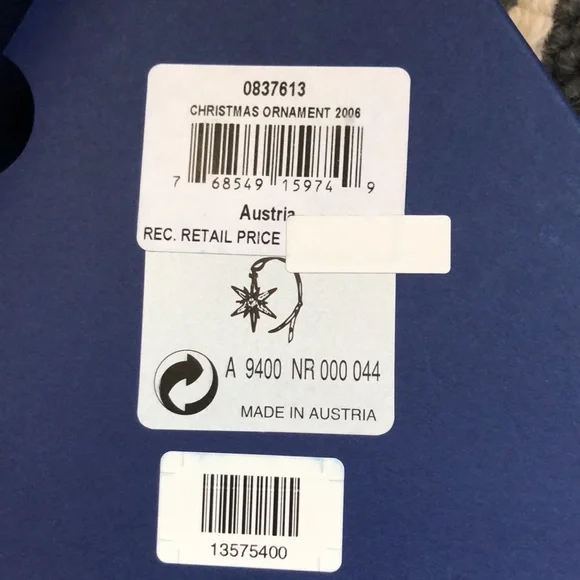 0837613
CHRISTMAS ORNAMENT 2006
7 68549 15974 9
Austria
REC. RETAIL PRICE
A 9400 NR 000 044
MADE IN AUSTRIA
13575400